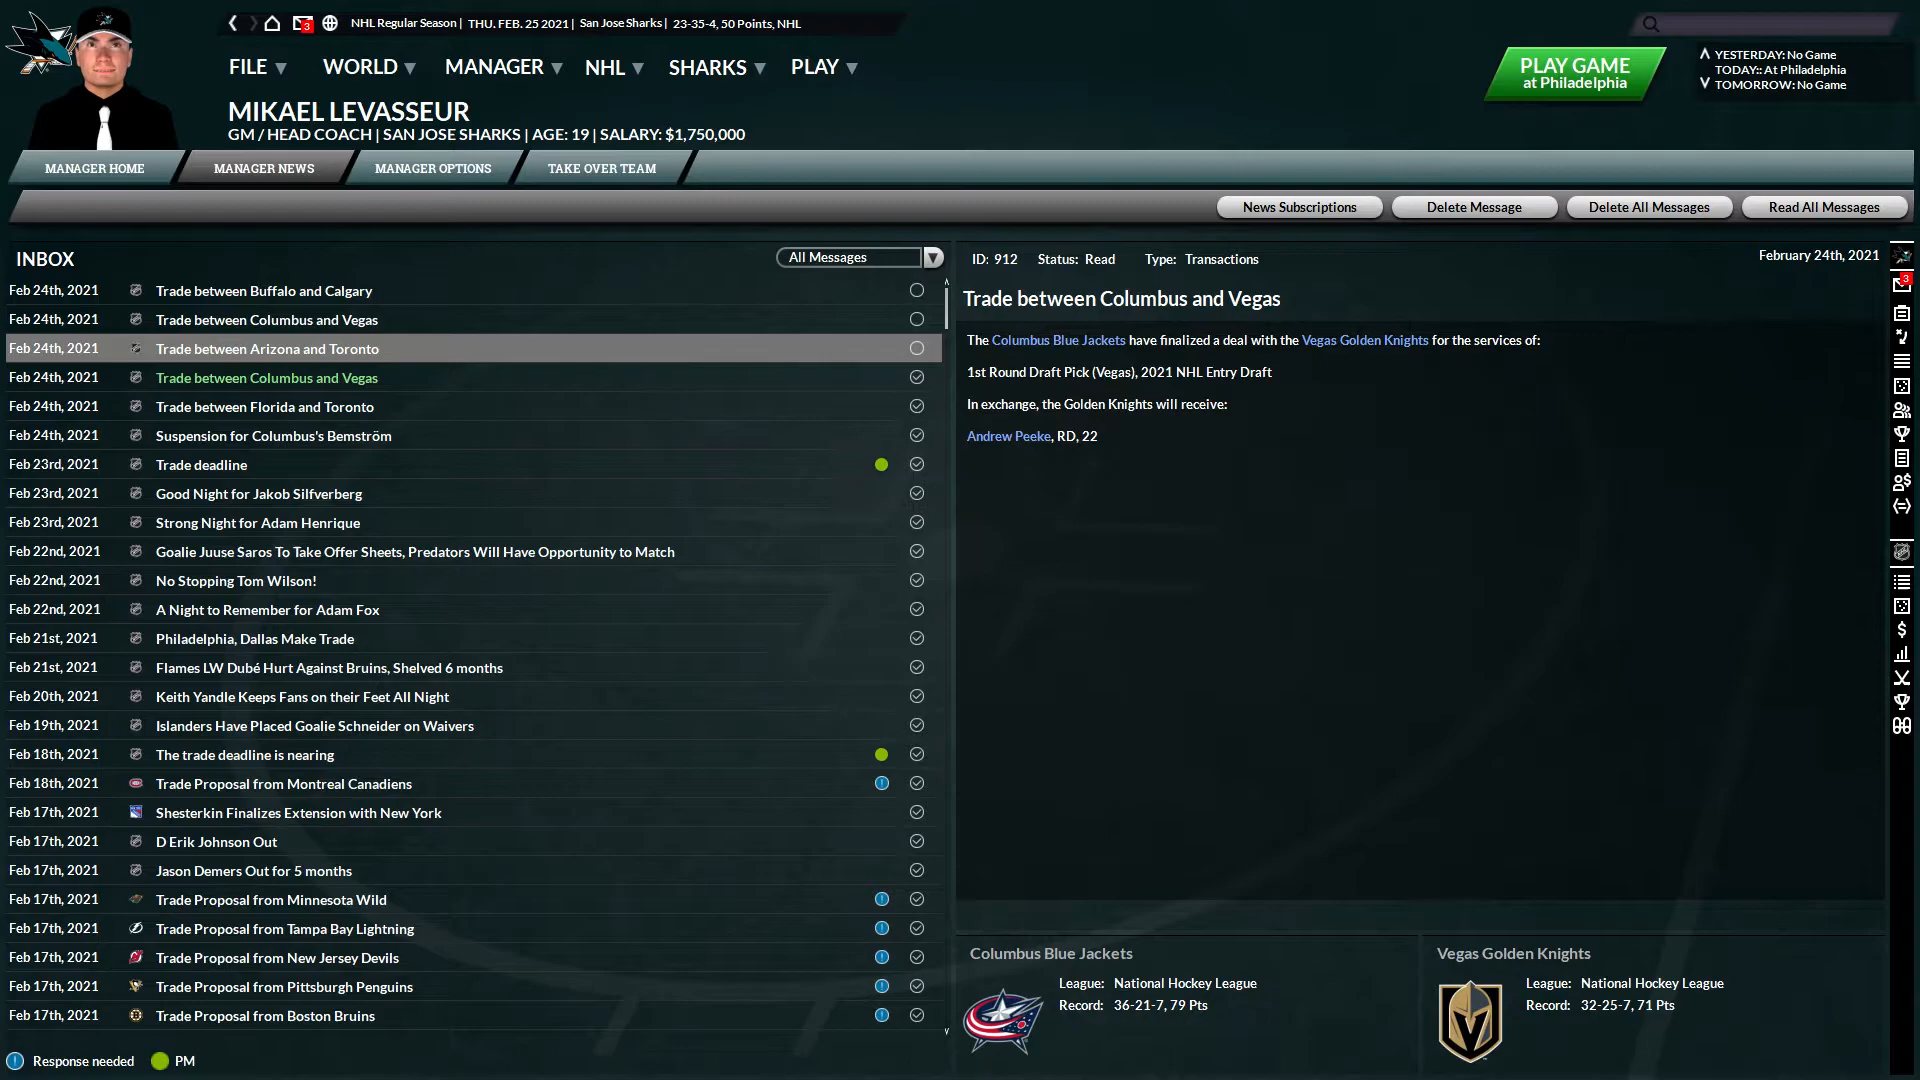 3 NHL Regular Season | THU. FEB. 25 2021 | San Jose Sharks | 23-35-4, 50 Points, NHL
FILE WORLD MANAGER NHL SHARKS PLAY
PLAY GAME
at Philadelphia
YESTERDAY: No Game
TODAY:: At Philadelphia
TOMORROW: No Game
MIKAEL LEVASSEUR
GM / HEAD COACH | SAN JOSE SHARKS | AGE: 19 | SALARY: $1,750,000
MANAGER HOME MANAGER NEWS MANAGER OPTIONS TAKE OVER TEAM
News Subscriptions Delete Message Delete All Messages Read All Messages
INBOX All Messages
Feb 24th, 2021 Trade between Buffalo and Calgary
Feb 24th, 2021 Trade between Columbus and Vegas
Feb 24th, 2021 Trade between Arizona and Toronto
Feb 24th, 2021 Trade between Columbus and Vegas
Feb 24th, 2021 Trade between Florida and Toronto
Feb 24th, 2021 Suspension for Columbus's Bemström
Feb 23rd, 2021 Trade deadline
Feb 23rd, 2021 Good Night for Jakob Silfverberg
Feb 23rd, 2021 Strong Night for Adam Henrique
Feb 22nd, 2021 Goalie Juuse Saros To Take Offer Sheets, Predators Will Have Opportunity to Match
Feb 22nd, 2021 No Stopping Tom Wilson!
Feb 22nd, 2021 A Night to Remember for Adam Fox
Feb 21st, 2021 Philadelphia, Dallas Make Trade
Feb 21st, 2021 Flames LW Dubé Hurt Against Bruins, Shelved 6 months
Feb 20th, 2021 Keith Yandle Keeps Fans on their Feet All Night
Feb 19th, 2021 Islanders Have Placed Goalie Schneider on Waivers
Feb 18th, 2021 The trade deadline is nearing
Feb 18th, 2021 Trade Proposal from Montreal Canadiens
Feb 17th, 2021 Shesterkin Finalizes Extension with New York
Feb 17th, 2021 D Erik Johnson Out
Feb 17th, 2021 Jason Demers Out for 5 months
Feb 17th, 2021 Trade Proposal from Minnesota Wild
Feb 17th, 2021 Trade Proposal from Tampa Bay Lightning
Feb 17th, 2021 Trade Proposal from New Jersey Devils
Feb 17th, 2021 Trade Proposal from Pittsburgh Penguins
Feb 17th, 2021 Trade Proposal from Boston Bruins
Response needed PM
ID: 912 Status: Read Type: Transactions February 24th, 2021
3
Trade between Columbus and Vegas
The Columbus Blue Jackets have finalized a deal with the Vegas Golden Knights for the services of:
1st Round Draft Pick (Vegas), 2021 NHL Entry Draft
In exchange, the Golden Knights will receive:
Andrew Peeke, RD, 22
Columbus Blue Jackets
League: National Hockey League
Record: 36-21-7, 79 Pts
Vegas Golden Knights
League: National Hockey League
Record: 32-25-7, 71 Pts